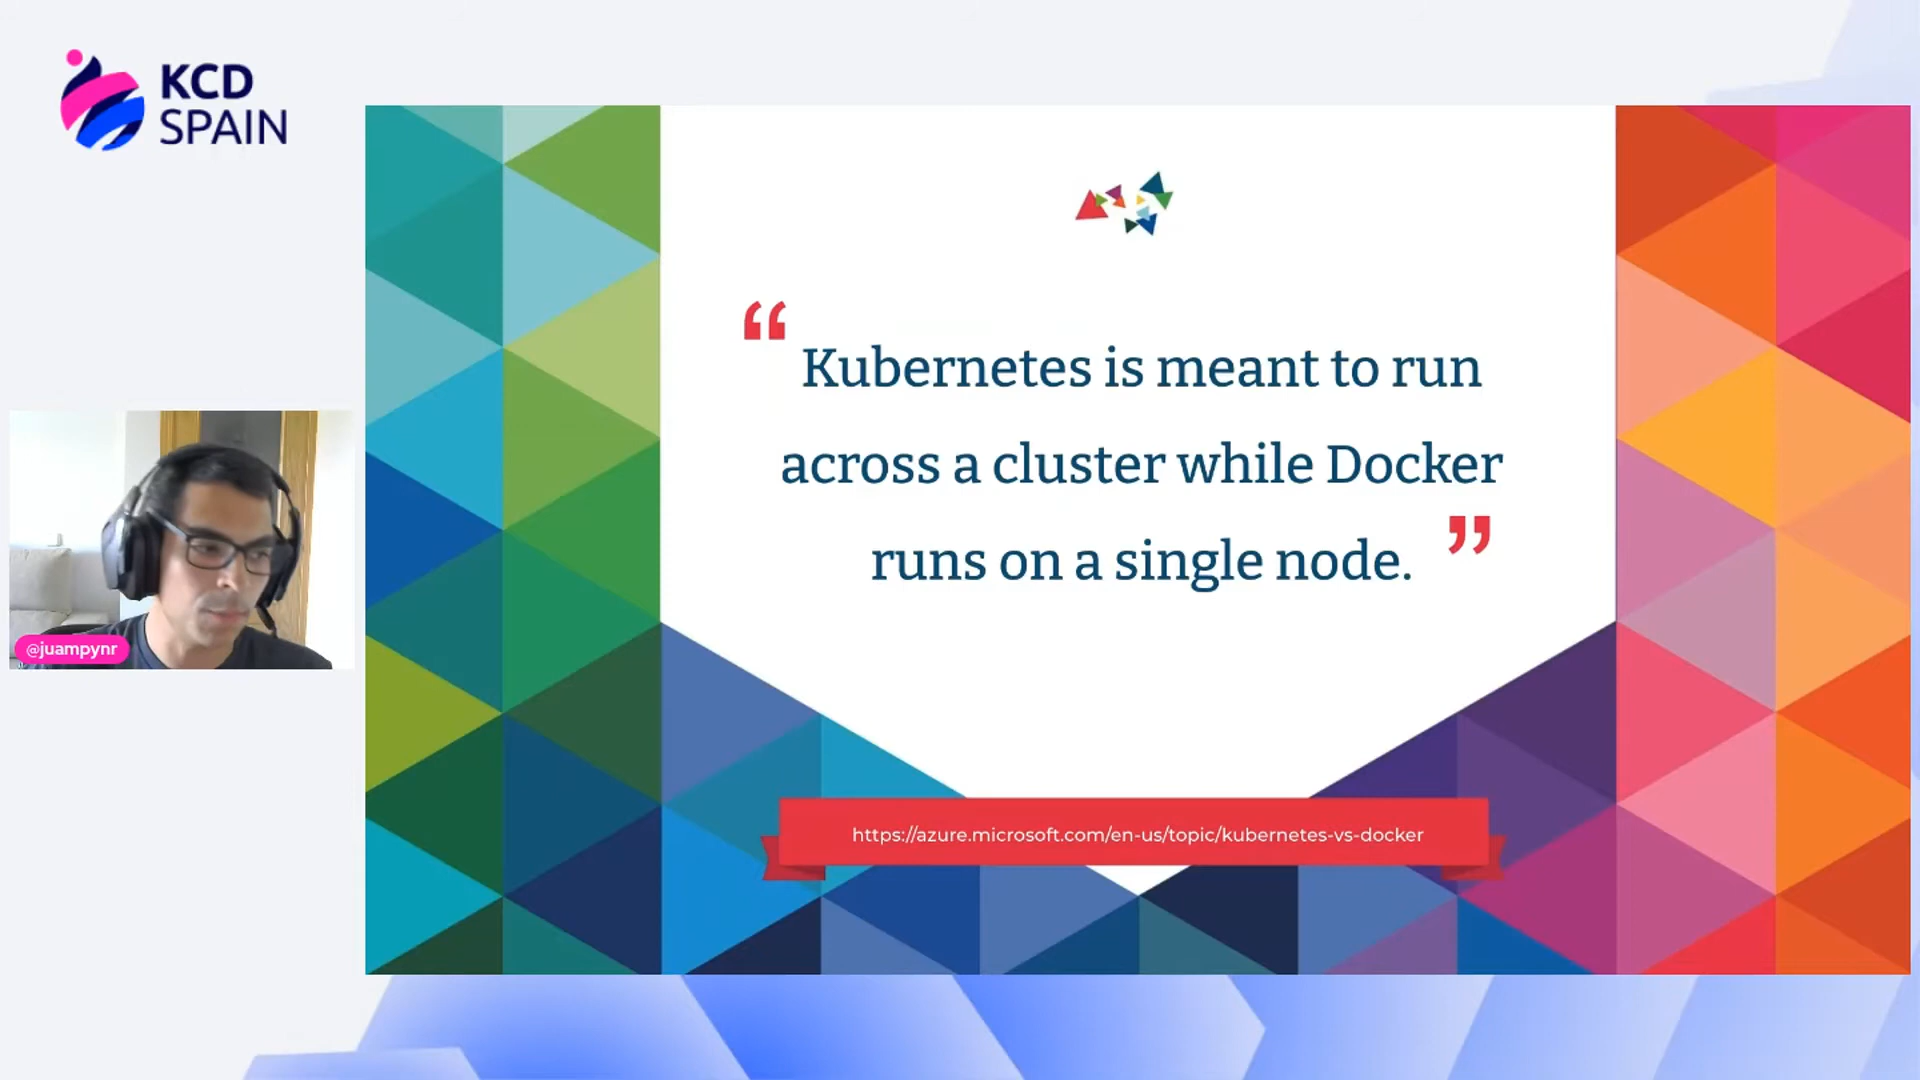 KCD
SPAIN
“
Kubernetes is meant to run
across a cluster while Docker
runs on a single node. ”
@juampynr
https://azure.microsoft.com/en-us/topic/kubernetes-vs-docker